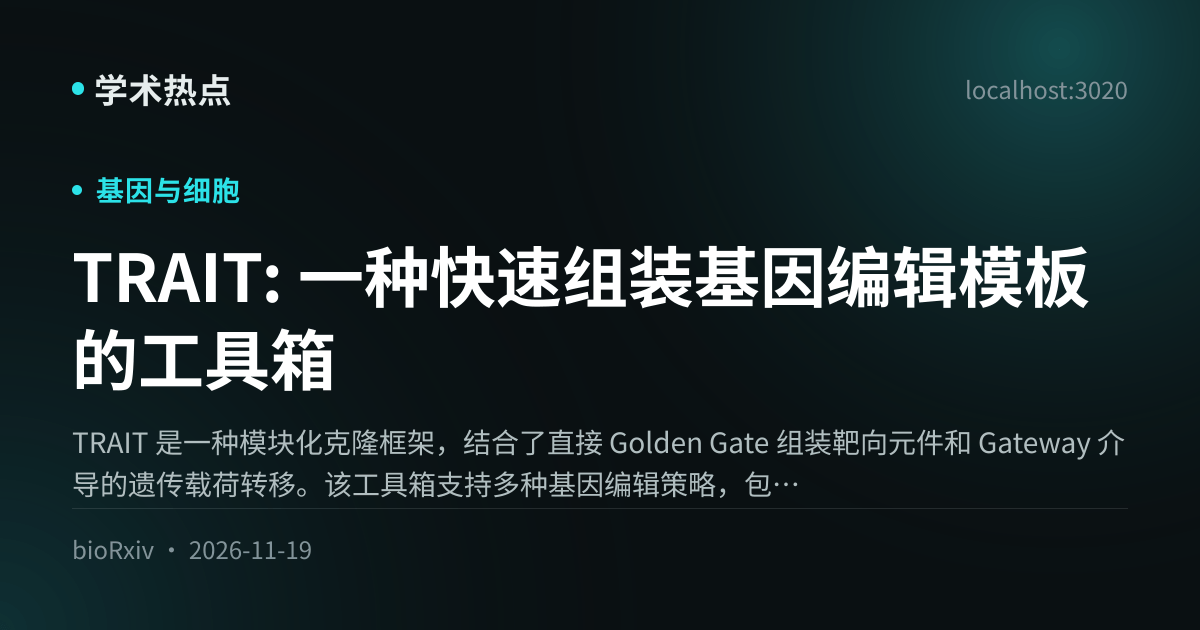 学术热点
localhost:3020
基因与细胞
TRAIT: 一种快速组装基因编辑模板
的工具箱
TRAIT 是一种模块化克隆框架，结合了直接 Golden Gate 组装靶向元件和 Gateway 介
导的遗传载荷转移。该工具箱支持多种基因编辑策略，包…
bioRxiv • 2026-11-19